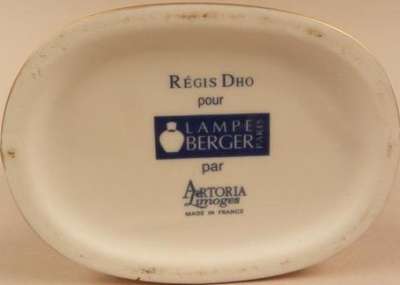 RÉGIS DHO
pour
LAMPE
BERGER
PARIS
par
ARTORIA
Limoges
MADE IN FRANCE